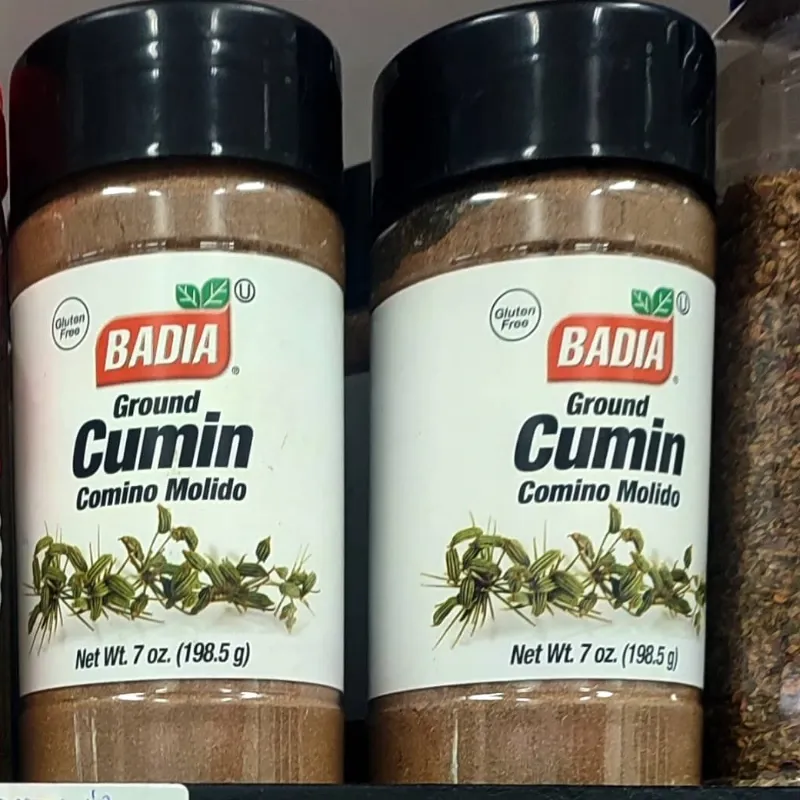 Gluten
Free
BADIA
®
U
Ground
Cumin
Comino Molido
Net Wt. 7 oz. (198.5 g)
Gluten
Free
BADIA
®
U
Ground
Cumin
Comino Molido
Net Wt. 7 oz. (198.5 g)